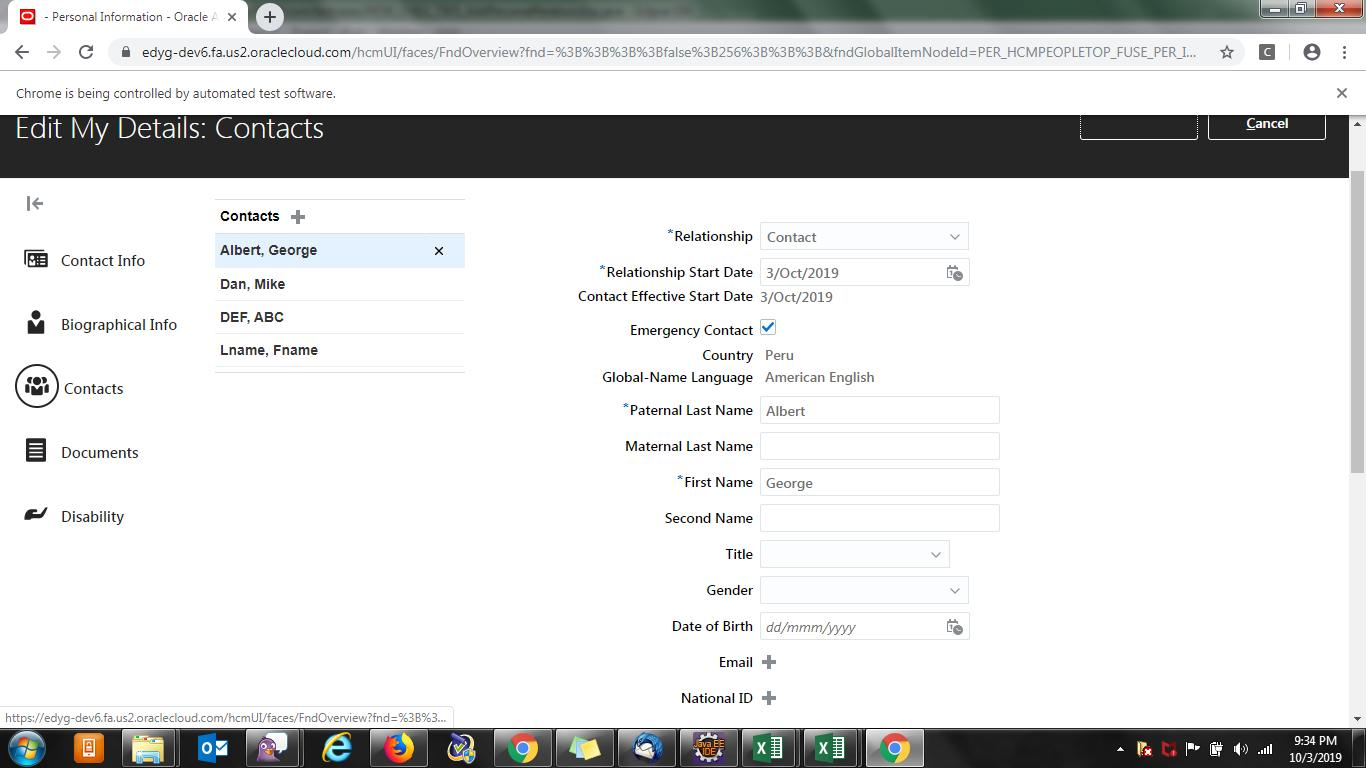 - Personal Information - Oracle A
edyg-dev6.fa.us2.oraclecloud.com/hcmUI/faces/FndOverview?fnd=%3B%3B%3B%3Bfalse%3B256%3B%3B%3B&fndGlobalItemNodeId=PER_HCMPEOPLETOP_FUSE_PER_I...
C
Chrome is being controlled by automated test software.
Edit My Details: Contacts
Cancel
Contacts
Albert, George
Dan, Mike
DEF, ABC
Lname, Fname
Contact Info
Biographical Info
Contacts
Documents
Disability
*Relationship Contact
*Relationship Start Date 3/Oct/2019
Contact Effective Start Date 3/Oct/2019
Emergency Contact
Country Peru
Global-Name Language American English
*Paternal Last Name Albert
Maternal Last Name
*First Name George
Second Name
Title
Gender
Date of Birth dd/mmm/yyyy
Email
National ID
https://edyg-dev6.fa.us2.oraclecloud.com/hcmUI/faces/FndOverview?fnd=%3B%3...
Java EE
IDE
9:34 PM
10/3/2019